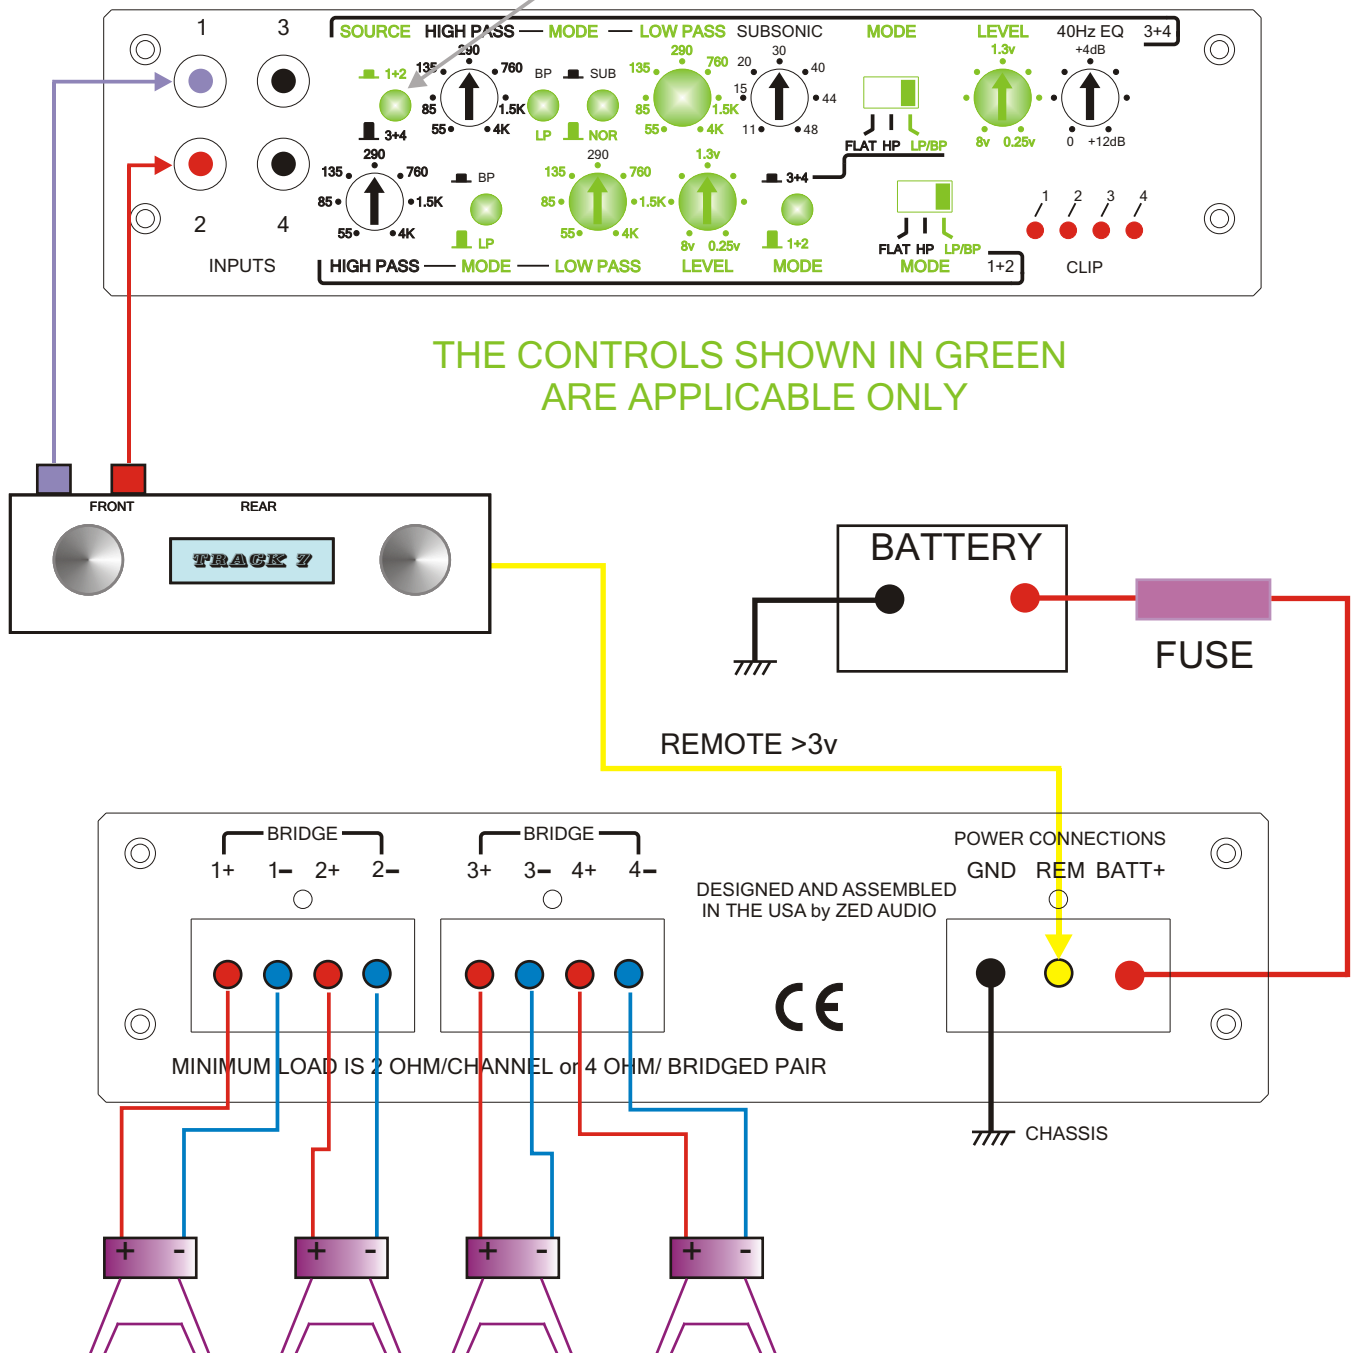 1 3
SOURCE HIGH PASS MODE LOW PASS SUBSONIC MODE LEVEL 40Hz EQ 3+4
290 290 30 1.3v +4dB
1+2 135 760 BP SUB 135 760 20 40
85 1.5K 85 1.5K 15 44
3+4 55 4K LP NOR 55 4K 11 48 FLAT HP LP/BP 8v 0.25v 0 +12dB
290 290 1.3v
135 760 BP 135 760 3+4
85 1.5K 85 1.5K 1 2 3 4
55 4K LP 55 4K 8v 0.25v 1+2 FLAT HP LP/BP
2 4
INPUTS HIGH PASS MODE LOW PASS LEVEL MODE MODE 1+2 CLIP
THE CONTROLS SHOWN IN GREEN
ARE APPLICABLE ONLY
FRONT REAR
TRACK 7
BATTERY
FUSE
REMOTE >3v
BRIDGE BRIDGE POWER CONNECTIONS
1+ 1- 2+ 2- 3+ 3- 4+ 4- GND REM BATT+
DESIGNED AND ASSEMBLED
IN THE USA by ZED AUDIO
CE
MINIMUM LOAD IS 2 OHM/CHANNEL or 4 OHM/ BRIDGED PAIR
CHASSIS
+ - + - + - + -